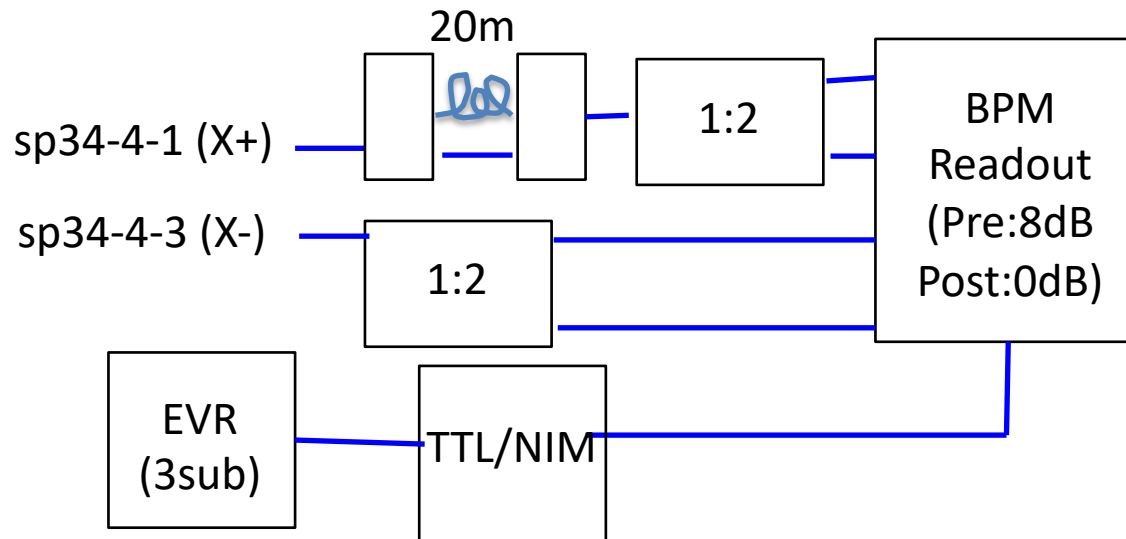 20m
sp34-4-1 (X+)
1:2
BPM
Readout
(Pre:8dB
Post:0dB)
sp34-4-3 (X-)
1:2
EVR
(3sub)
TTL/NIM